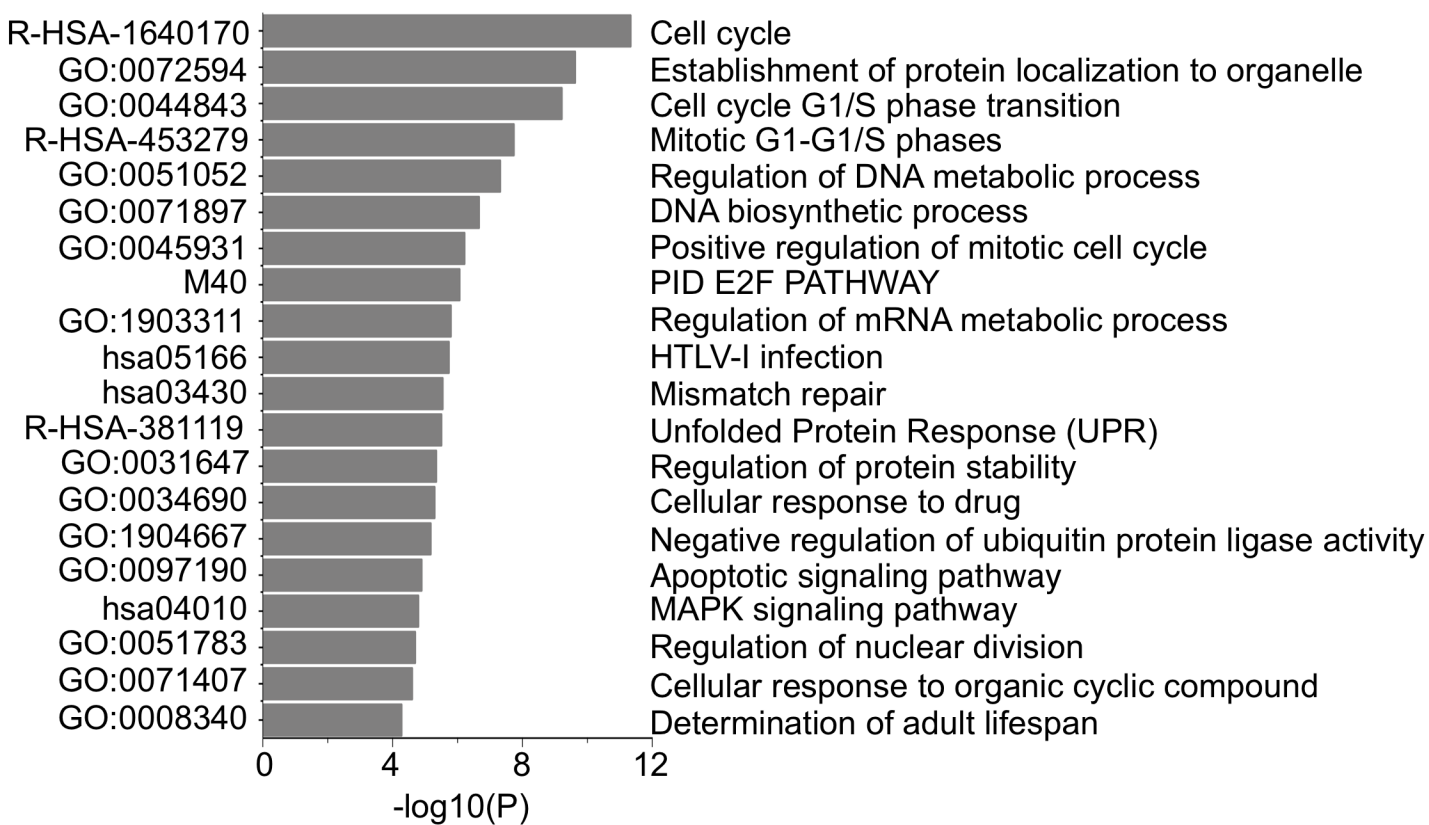 R-HSA-1640170 Cell cycle
GO:0072594 Establishment of protein localization to organelle
GO:0044843 Cell cycle G1/S phase transition
R-HSA-453279 Mitotic G1-G1/S phases
GO:0051052 Regulation of DNA metabolic process
GO:0071897 DNA biosynthetic process
GO:0045931 Positive regulation of mitotic cell cycle
M40 PID E2F PATHWAY
GO:1903311 Regulation of mRNA metabolic process
hsa05166 HTLV-I infection
hsa03430 Mismatch repair
R-HSA-381119 Unfolded Protein Response (UPR)
GO:0031647 Regulation of protein stability
GO:0034690 Cellular response to drug
GO:1904667 Negative regulation of ubiquitin protein ligase activity
GO:0097190 Apoptotic signaling pathway
hsa04010 MAPK signaling pathway
GO:0051783 Regulation of nuclear division
GO:0071407 Cellular response to organic cyclic compound
GO:0008340 Determination of adult lifespan
0 4 8 12
-log10(P)